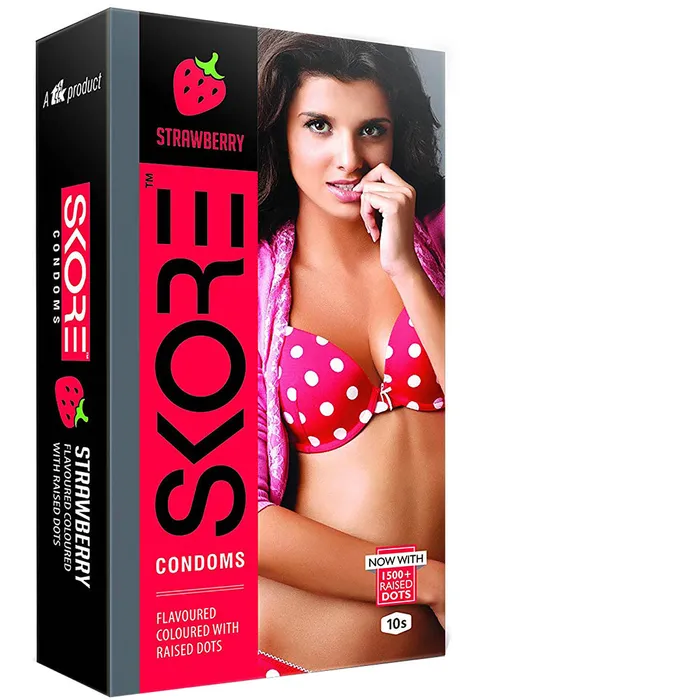 A TTK product
SKORE™
CONDOMS
STRAWBERRY
FLAVOURED COLOURED
WITH RAISED DOTS
STRAWBERRY
SKORE™
CONDOMS
FLAVOURED
COLOURED WITH
RAISED DOTS
NOW WITH
1500+
RAISED
DOTS
10s